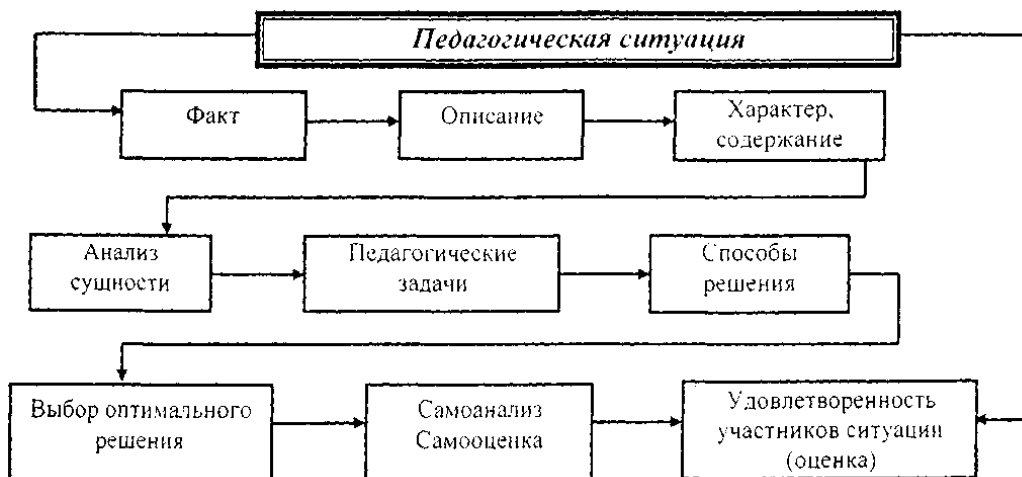 Педагогическая ситуация
Факт
Описание
Характер,
содержание
Анализ
сущности
Педагогические
задачи
Способы
решения
Выбор оптимального
решения
Самоанализ
Самооценка
Удовлетворенность
участников ситуации
(оценка)